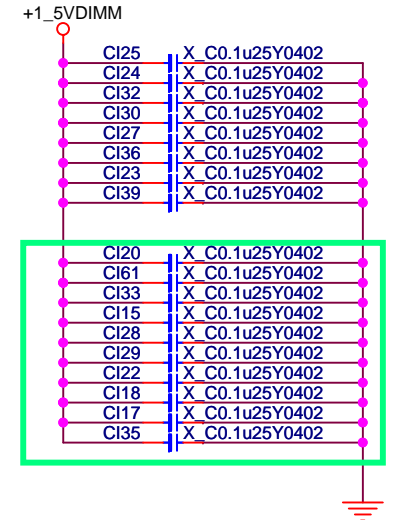 +1_5VDIMM
CI25 X_C0.1u25Y0402
CI24 X_C0.1u25Y0402
CI32 X_C0.1u25Y0402
CI30 X_C0.1u25Y0402
CI27 X_C0.1u25Y0402
CI36 X_C0.1u25Y0402
CI23 X_C0.1u25Y0402
CI39 X_C0.1u25Y0402
CI20 X_C0.1u25Y0402
CI61 X_C0.1u25Y0402
CI33 X_C0.1u25Y0402
CI15 X_C0.1u25Y0402
CI28 X_C0.1u25Y0402
CI29 X_C0.1u25Y0402
CI22 X_C0.1u25Y0402
CI18 X_C0.1u25Y0402
CI17 X_C0.1u25Y0402
CI35 X_C0.1u25Y0402